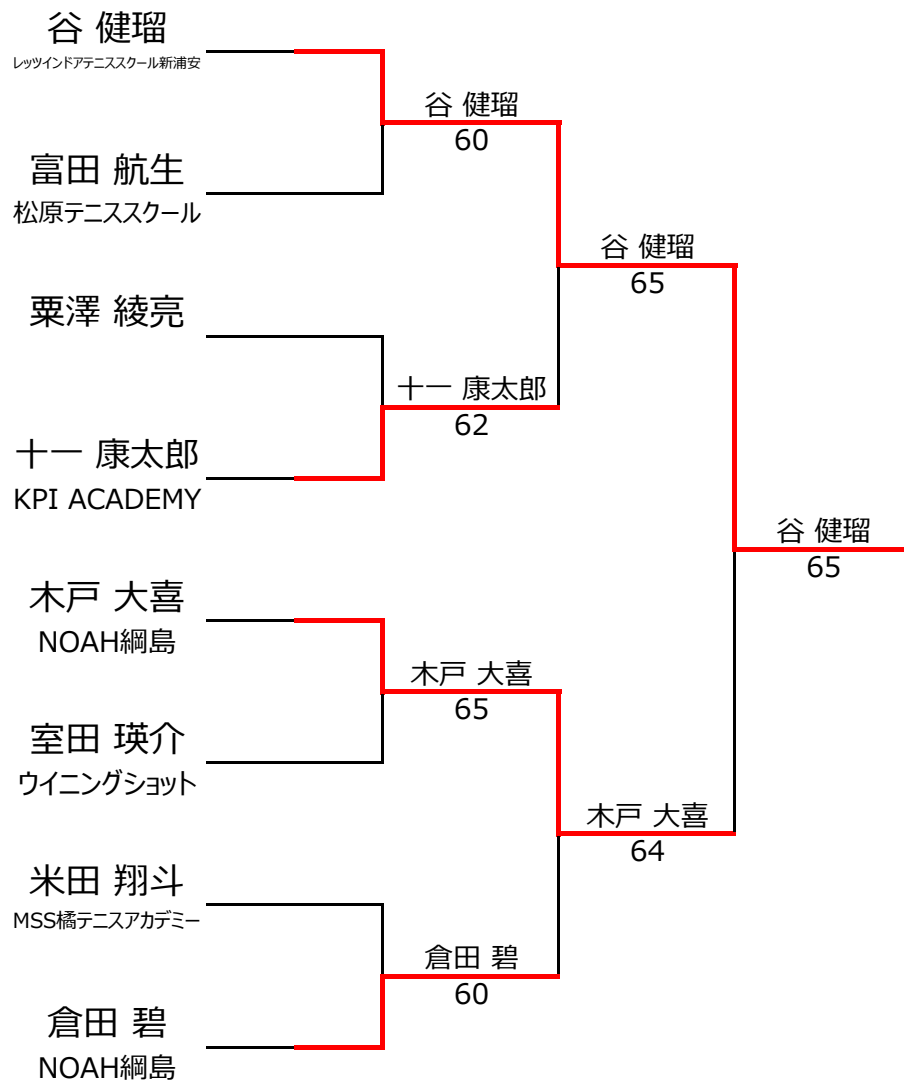 谷 健瑠
レッツインドアテニススクール新浦安
富田 航生
松原テニススクール
粟澤 綾亮
十一 康太郎
KPI ACADEMY
木戸 大喜
NOAH綱島
室田 瑛介
ウイニングショット
米田 翔斗
MSS橘テニスアカデミー
倉田 碧
NOAH綱島
谷 健瑠
60
十一 康太郎
62
木戸 大喜
65
倉田 碧
60
谷 健瑠
65
木戸 大喜
64
谷 健瑠
65